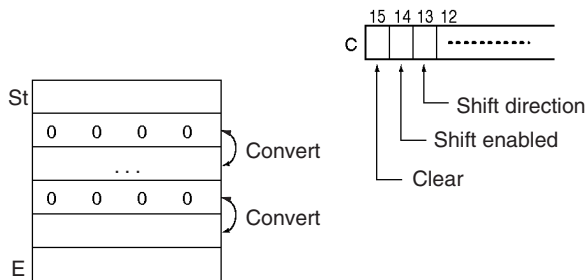 15 14 13 12
C
Shift direction
Shift enabled
Clear
St
0 0 0 0
Convert
...
0 0 0 0
Convert
E